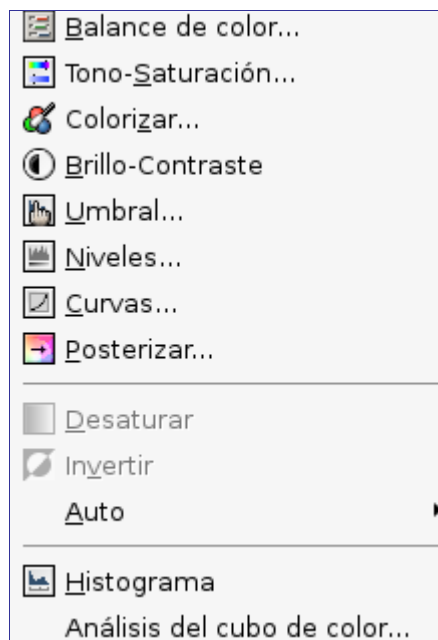 Balance de color...
Tono-Saturación...
Colorizar...
Brillo-Contraste
Umbral...
Niveles...
Curvas...
Posterizar...
Desaturar
Invertir
Auto
Histograma
Análisis del cubo de color...